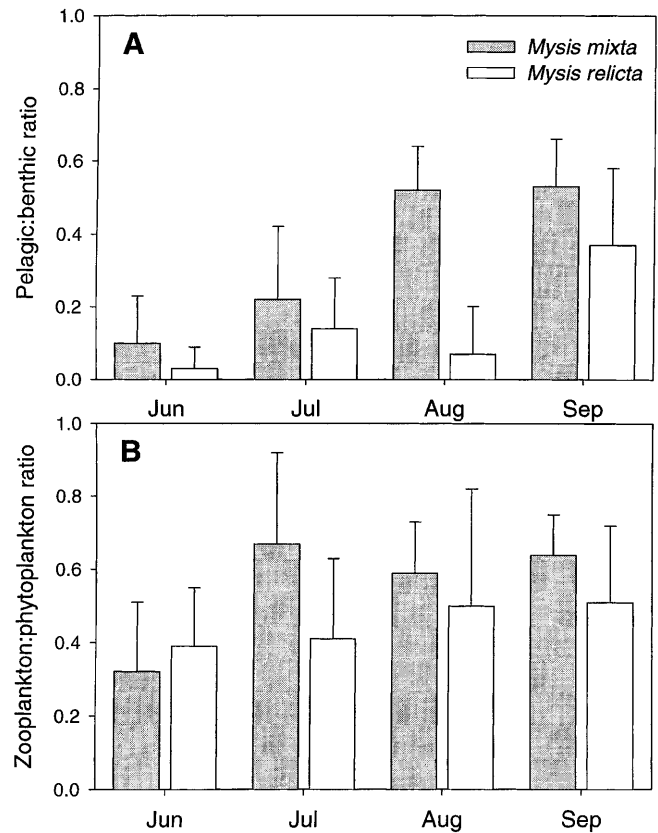 A
Mysis mixta
Mysis relicta
Pelagic:benthic ratio
1.0
0.8
0.6
0.4
0.2
0.0
Jun Jul Aug Sep
B
Zooplankton:phytoplankton ratio
1.0
0.8
0.6
0.4
0.2
0.0
Jun Jul Aug Sep